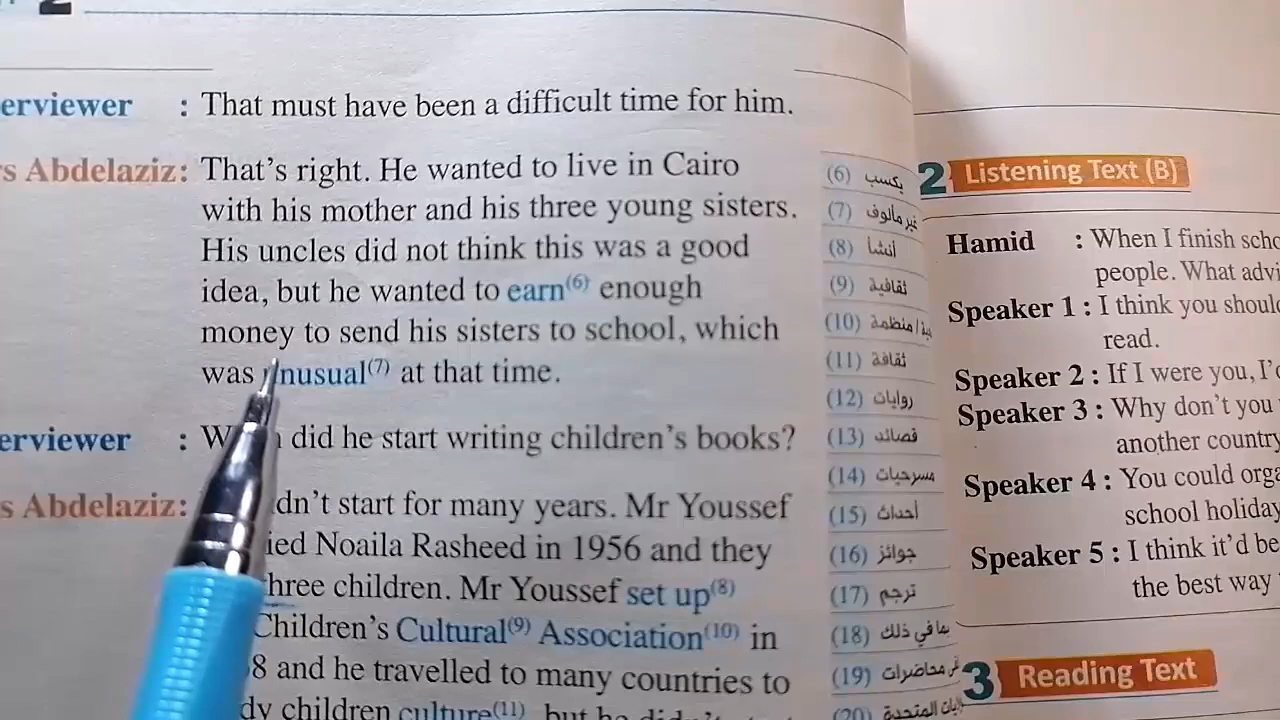 2
erviewer : That must have been a difficult time for him.
s Abdelaziz: That's right. He wanted to live in Cairo
with his mother and his three young sisters.
His uncles did not think this was a good
idea, but he wanted to earn(6) enough
money to send his sisters to school, which
was unusual(7) at that time.
erviewer : did he start writing children's books?
s Abdelaziz: dn't start for many years. Mr Youssef
ied Noaila Rasheed in 1956 and they
three children. Mr Youssef set up(8)
Children's Cultural(9) Association(10) in
8 and he travelled to many countries to
dy children culture(11), but he didn't
(6) يكسب
(7) غير مألوف
(8) أنشأ
(9) ثقافية
(10) منظمة
(11) ثقافة
(12) روايات
(13) قصائد
(14) مسرحيات
(15) أحداث
(16) جوائز
(17) ترجم
(18) بما في ذلك
(19) محاضرات
(20) المتحدة
2 Listening Text (B)
Hamid : When I finish scho
people. What advi
Speaker 1 : I think you should
read.
Speaker 2 : If I were you, I'd
Speaker 3 : Why don't you
another country
Speaker 4 : You could orga
school holiday
Speaker 5 : I think it'd be
the best way
3 Reading Text